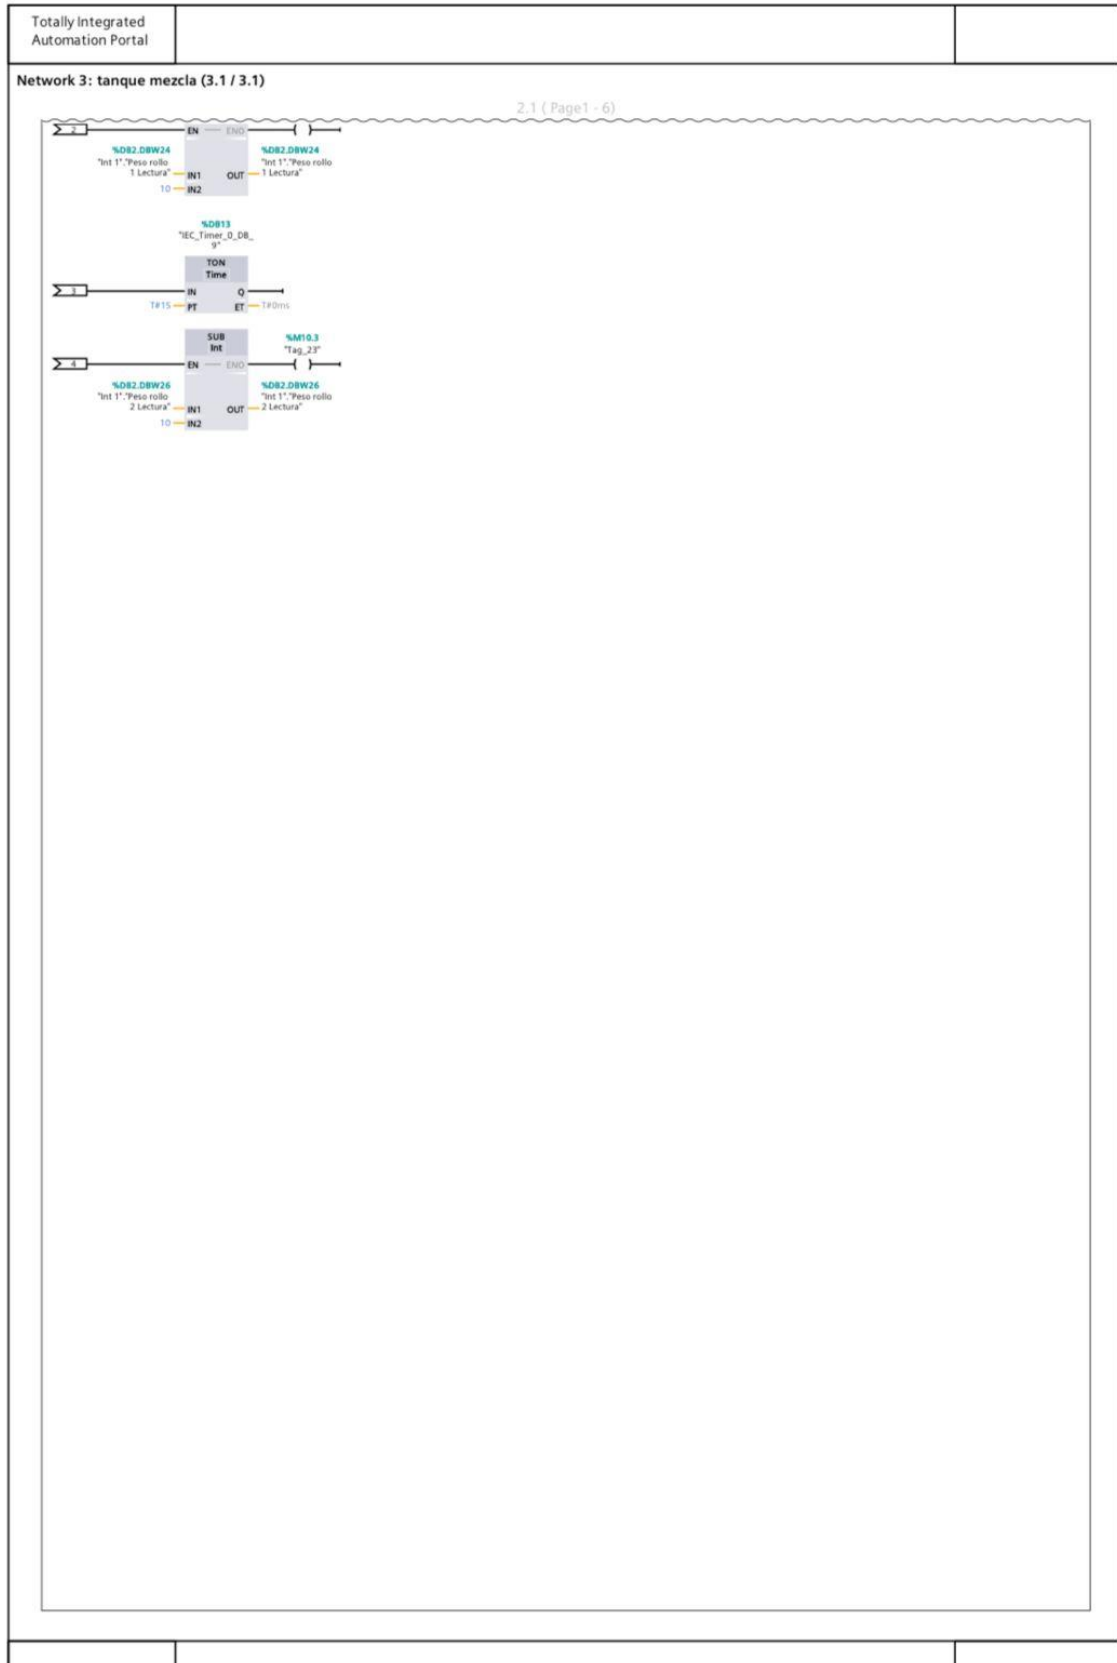 Totally Integrated
Automation Portal
Network 3: tanque mezcla (3.1 / 3.1)
2.1 ( Page1 - 6)
2
EN
ENO
%DB2.DBW24
"Int 1"."Peso rollo
1 Lectura"
IN1
10
IN2
OUT
%DB2.DBW24
"Int 1"."Peso rollo
1 Lectura"
%DB13
"IEC_Timer_0_DB_
9"
TON
Time
3
IN
Q
T#1S
PT
ET
T#0ms
SUB
Int
%M10.3
"Tag_23"
4
EN
ENO
%DB2.DBW26
"Int 1"."Peso rollo
2 Lectura"
IN1
10
IN2
OUT
%DB2.DBW26
"Int 1"."Peso rollo
2 Lectura"